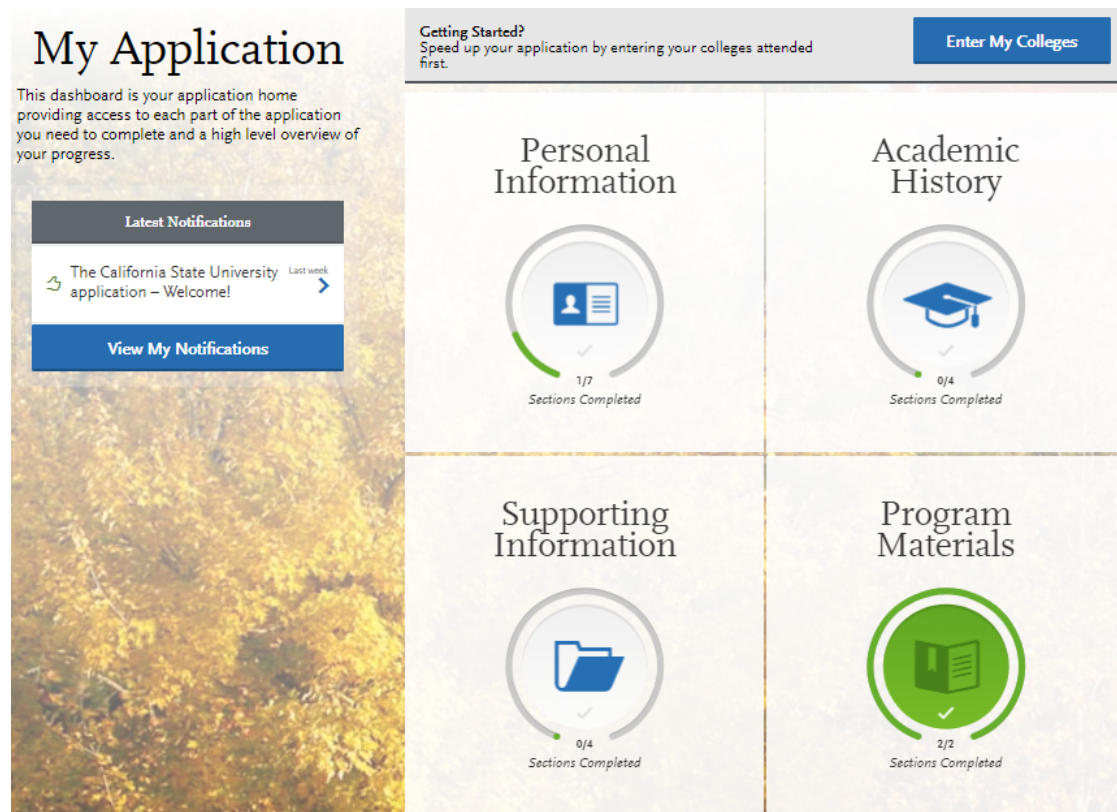 My Application
This dashboard is your application home
providing access to each part of the application
you need to complete and a high level overview of
your progress.
Latest Notifications
The California State University
application – Welcome!
Last week
View My Notifications
Getting Started?
Speed up your application by entering your colleges attended
first.
Enter My Colleges
Personal
Information
1/7
Sections Completed
Academic
History
0/4
Sections Completed
Supporting
Information
0/4
Sections Completed
Program
Materials
2/2
Sections Completed